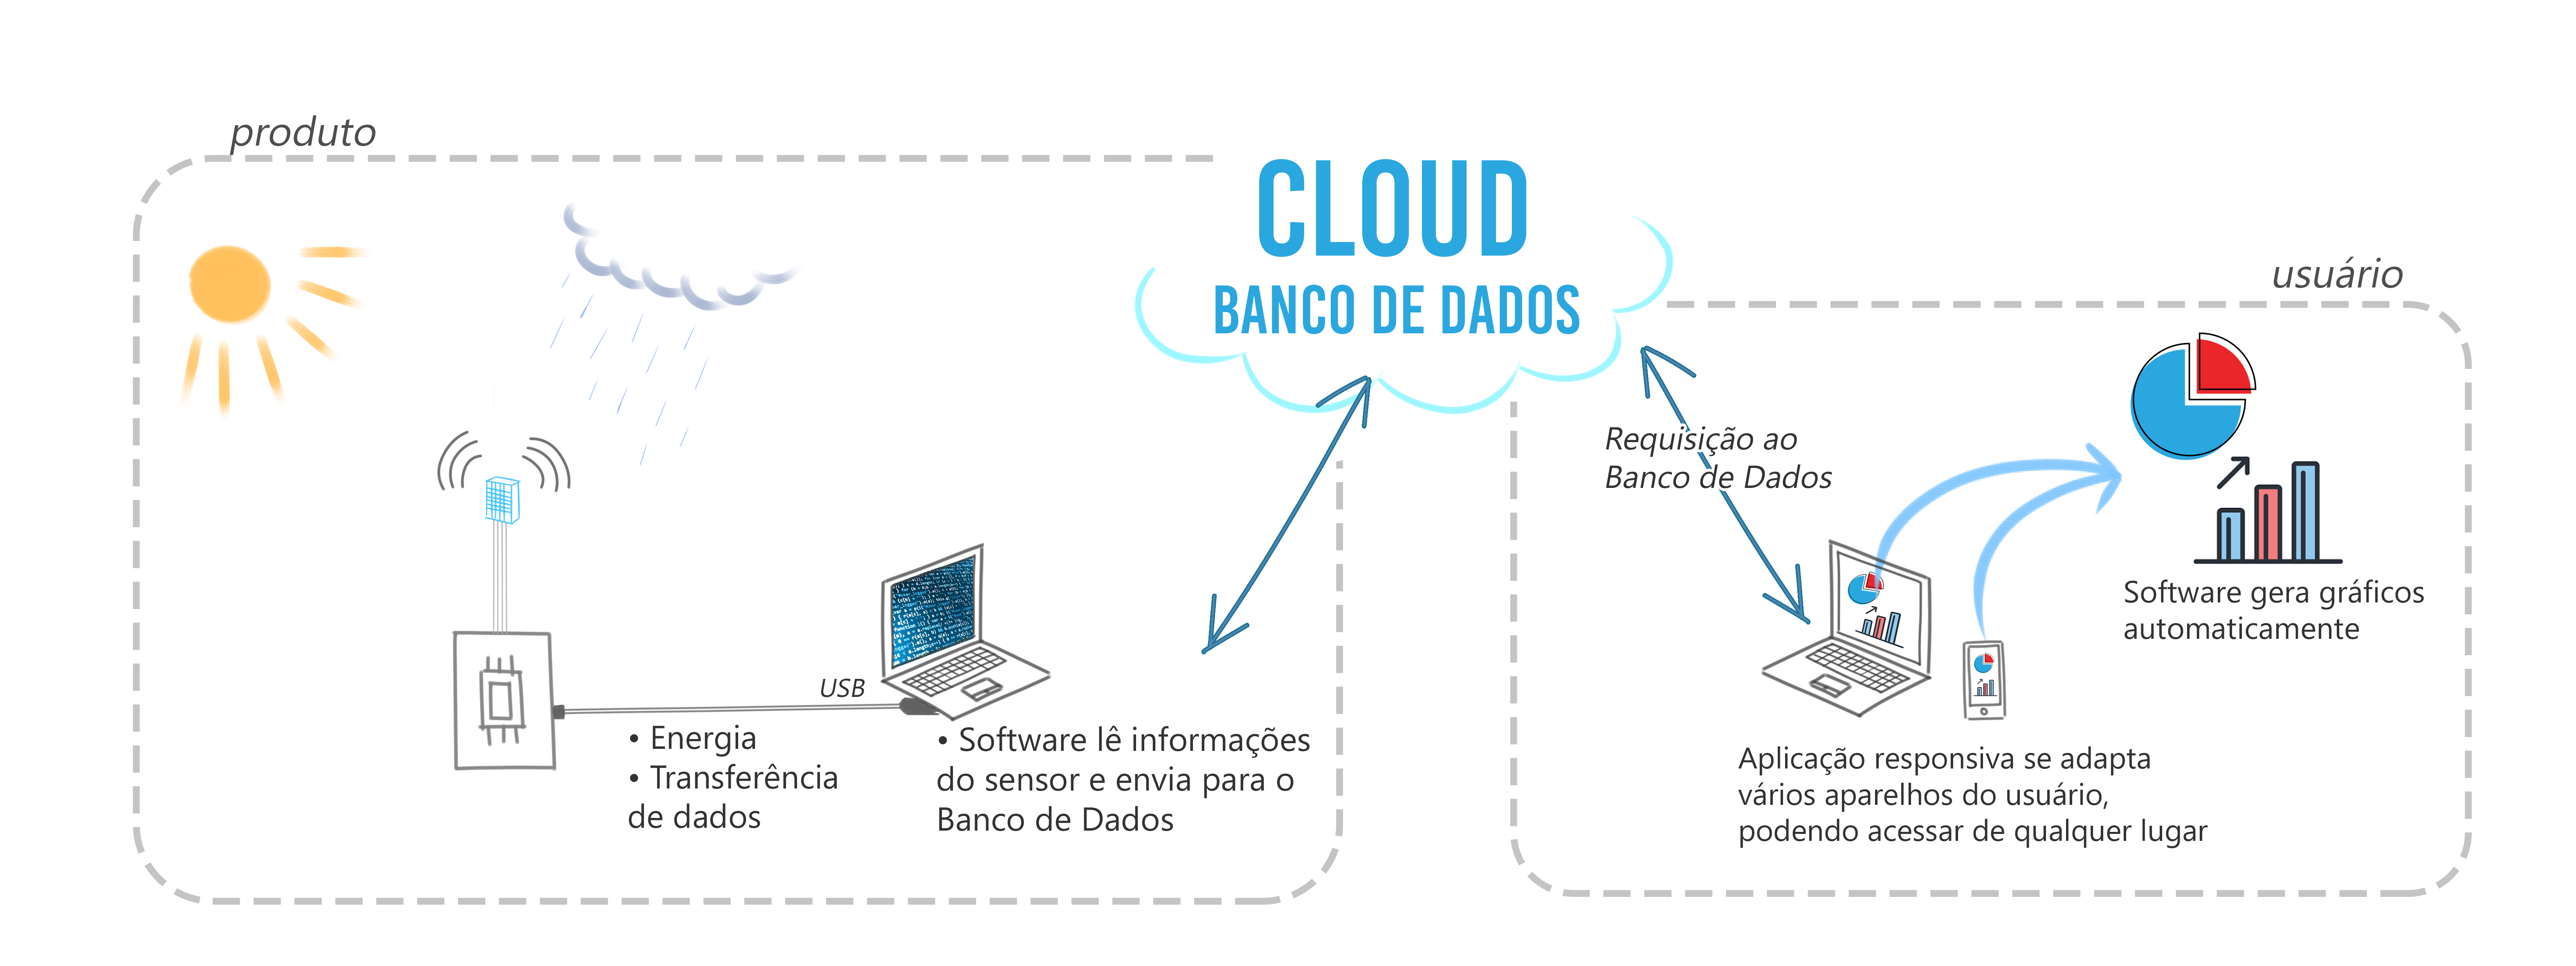 produto
CLOUD
BANCO DE DADOS
usuário
Requisição ao
Banco de Dados
Software gera gráficos
automaticamente
USB
• Energia
• Transferência
de dados
• Software lê informações
do sensor e envia para o
Banco de Dados
Aplicação responsiva se adapta
vários aparelhos do usuário,
podendo acessar de qualquer lugar